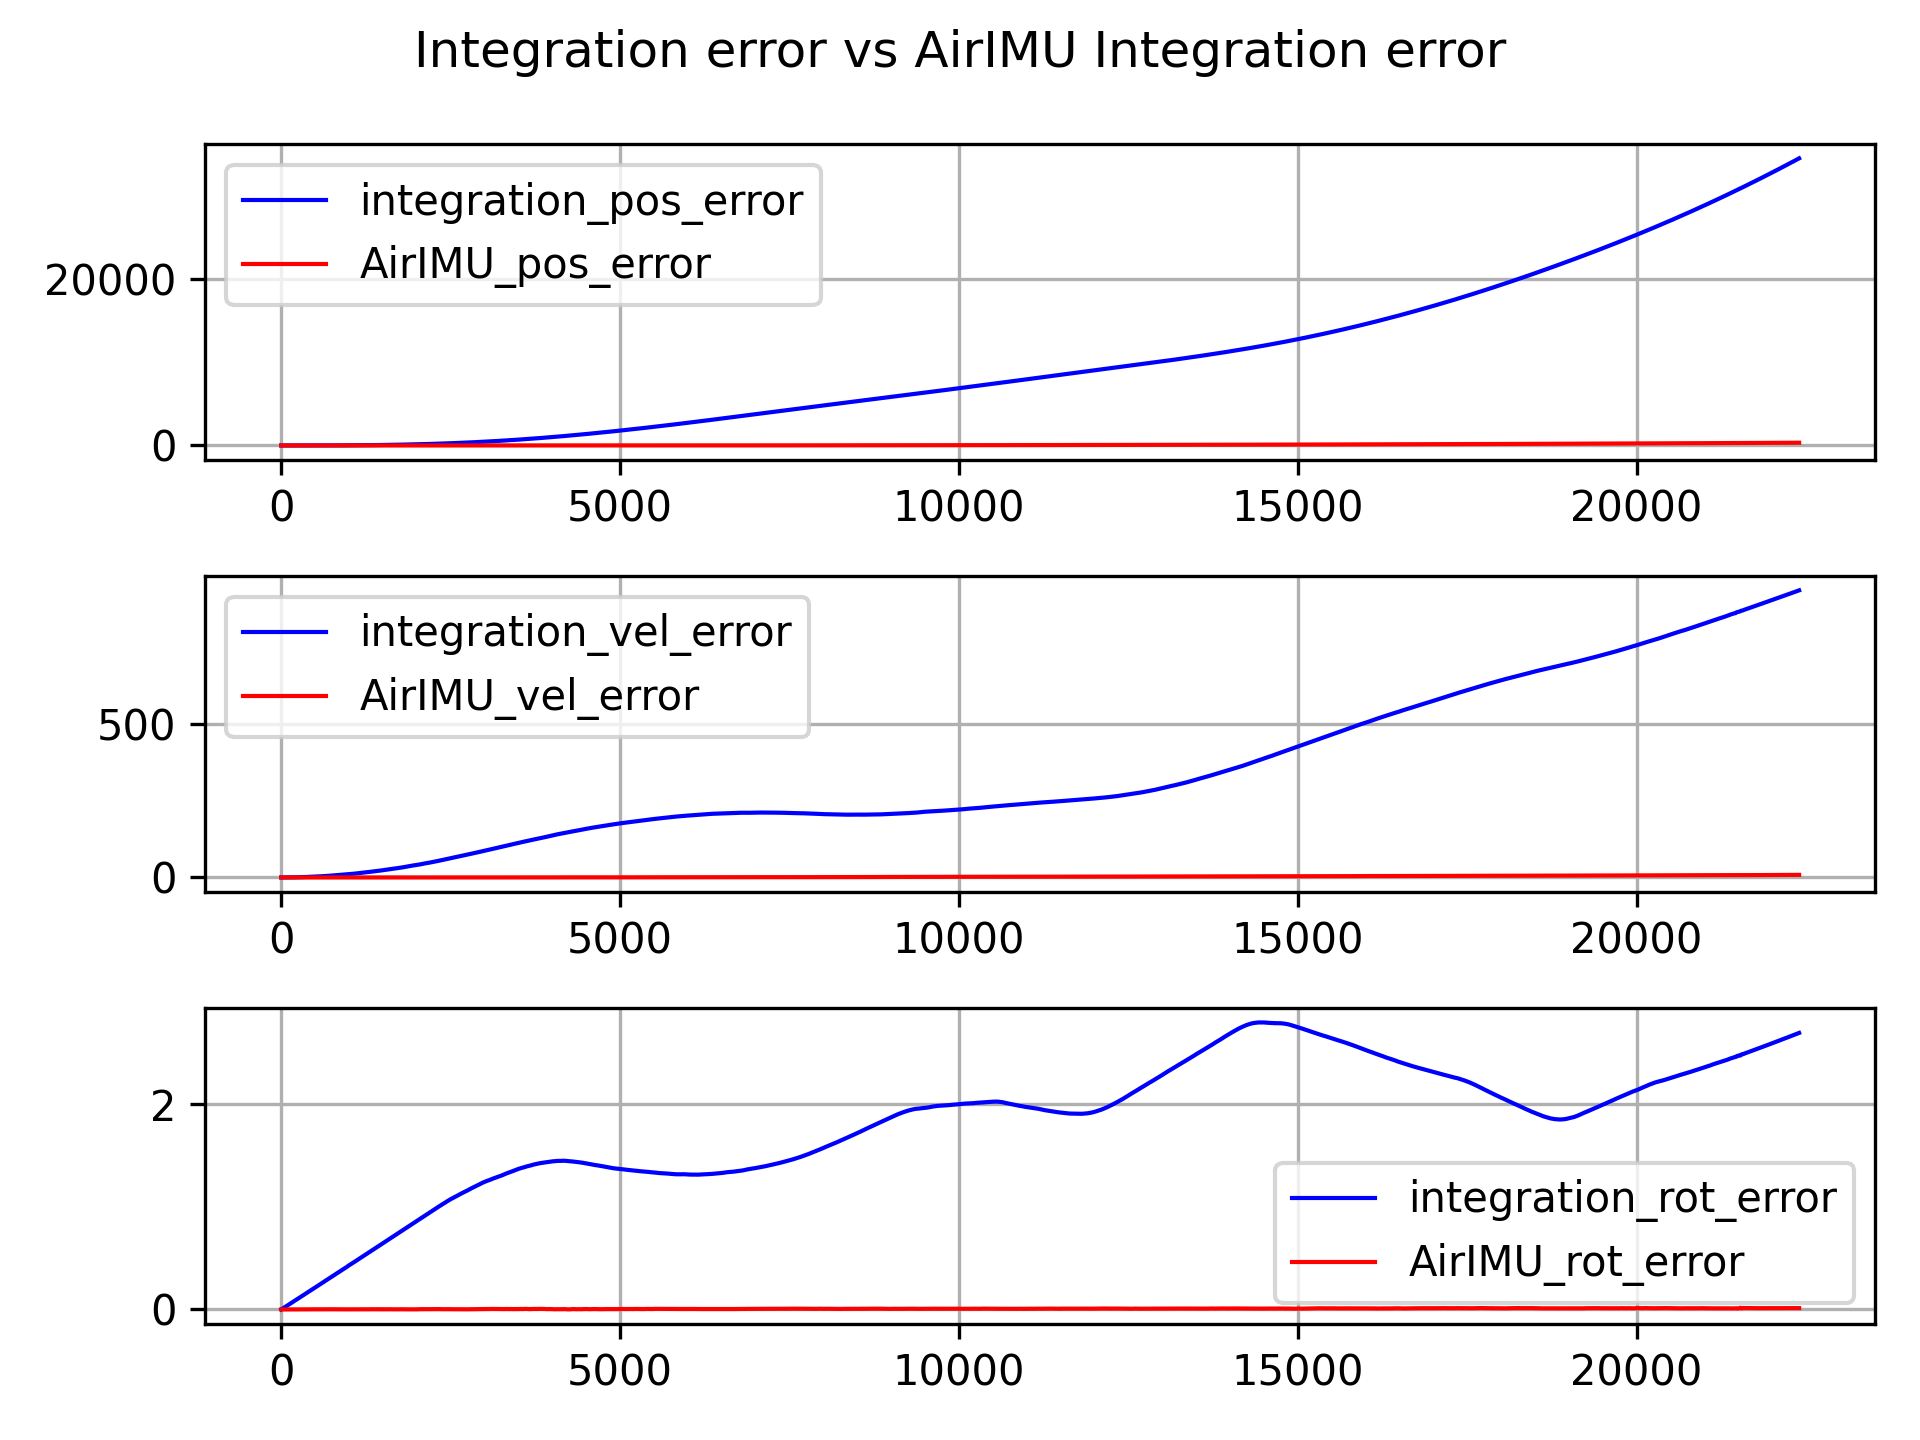 Integration error vs AirIMU Integration error
integration_pos_error
AirIMU_pos_error
20000
0
0 5000 10000 15000 20000
integration_vel_error
AirIMU_vel_error
500
0
0 5000 10000 15000 20000
2
integration_rot_error
AirIMU_rot_error
0
0 5000 10000 15000 20000